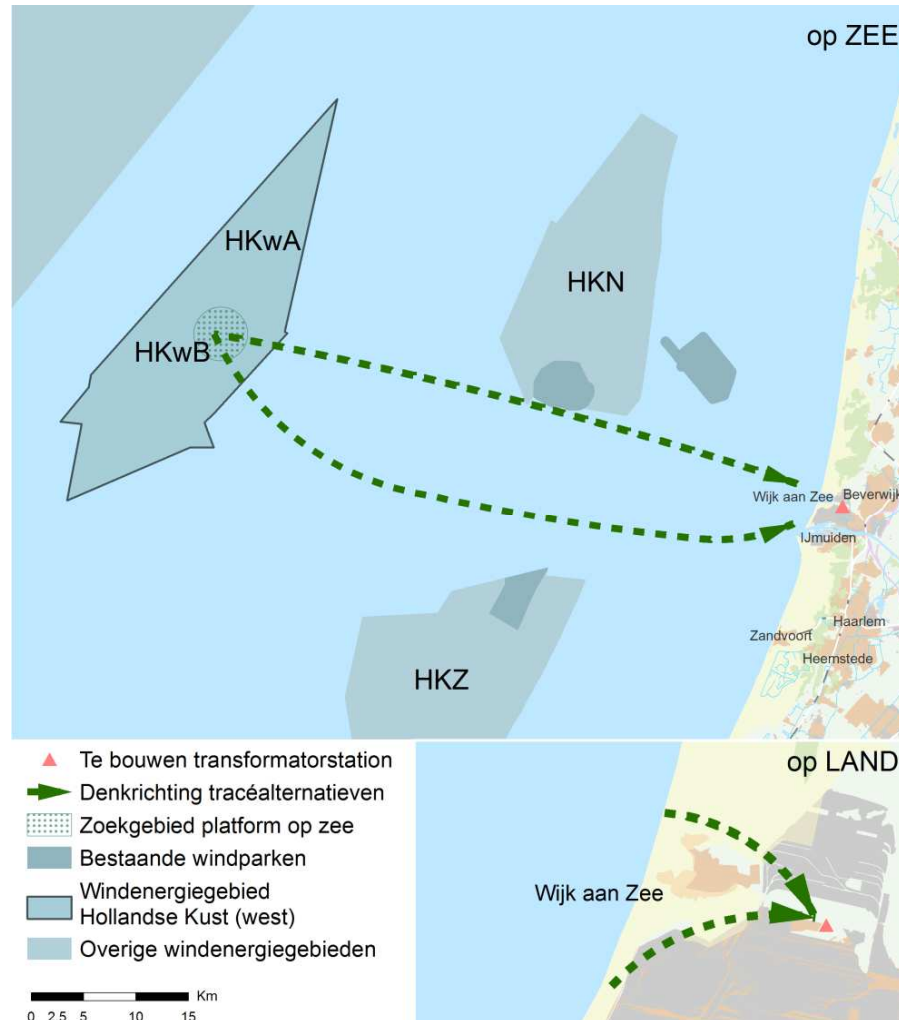 op ZEE
HKwA
HKN
HKwB
Wijk aan Zee
Beverwijk
IJmuiden
Haarlem
Zandvoort
Heemstede
HKZ
Te bouwen transformatorstation
Denkrichting tracéalternatieven
Zoekgebied platform op zee
Bestaande windparken
Windenergiegebied
Hollandse Kust (west)
Overige windenergiegebieden
Km
0 2.5 5 10 15
op LAND
Wijk aan Zee